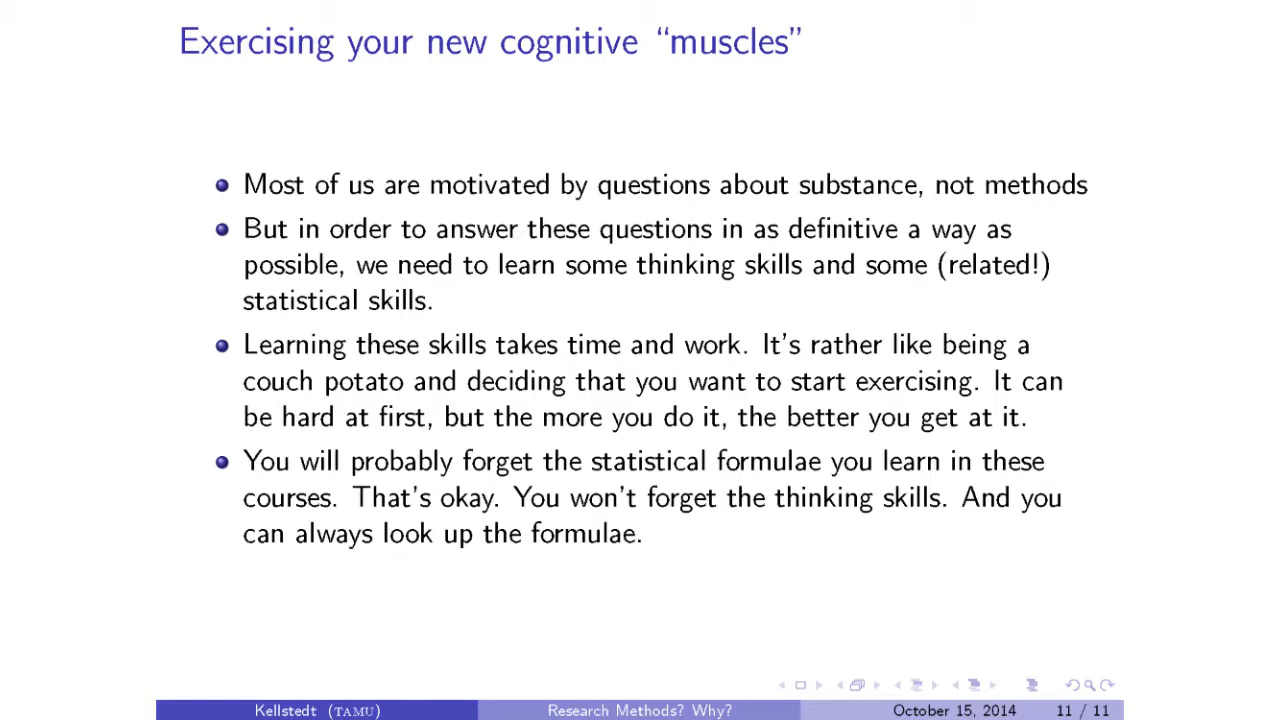 Exercising your new cognitive “muscles”
Most of us are motivated by questions about substance, not methods
But in order to answer these questions in as definitive a way as
possible, we need to learn some thinking skills and some (related!)
statistical skills.
Learning these skills takes time and work. It’s rather like being a
couch potato and deciding that you want to start exercising. It can
be hard at first, but the more you do it, the better you get at it.
You will probably forget the statistical formulae you learn in these
courses. That’s okay. You won’t forget the thinking skills. And you
can always look up the formulae.
Kellstedt (TAMU) Research Methods? Why? October 15, 2014 11 / 11